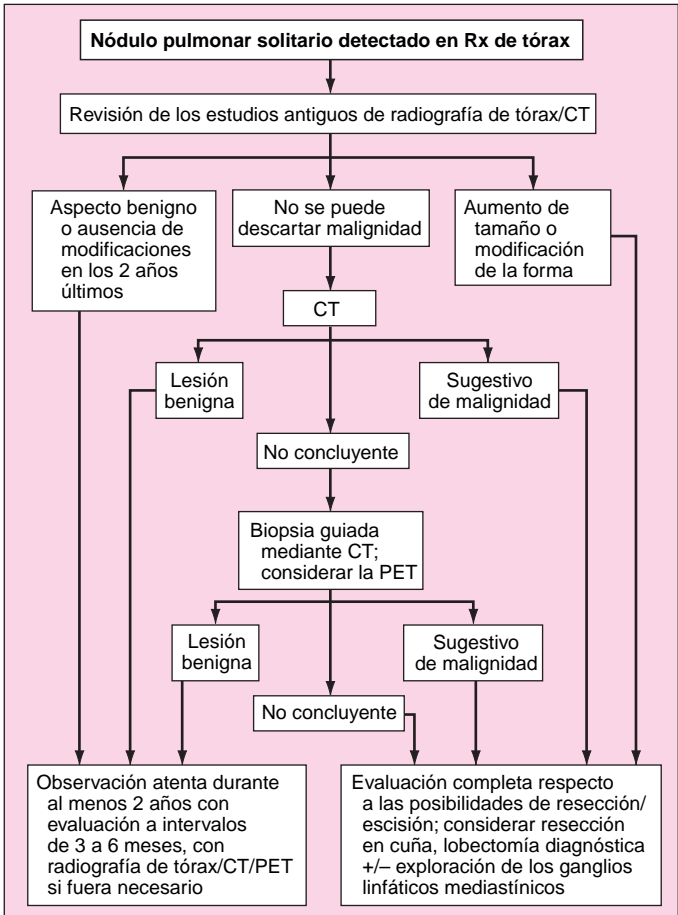 Nódulo pulmonar solitario detectado en Rx de tórax
Revisión de los estudios antiguos de radiografía de tórax/CT
Aspecto benigno
o ausencia de
modificaciones
en los 2 años
últimos
No se puede
descartar malignidad
Aumento de
tamaño o
modificación
de la forma
CT
Lesión
benigna
Sugestivo
de malignidad
No concluyente
Biopsia guiada
mediante CT;
considerar la PET
Lesión
benigna
Sugestivo
de malignidad
No concluyente
Observación atenta durante
al menos 2 años con
evaluación a intervalos
de 3 a 6 meses, con
radiografía de tórax/CT/PET
si fuera necesario
Evaluación completa respecto
a las posibilidades de resección/
escisión; considerar resección
en cuña, lobectomía diagnóstica
+/– exploración de los ganglios
linfáticos mediastínicos